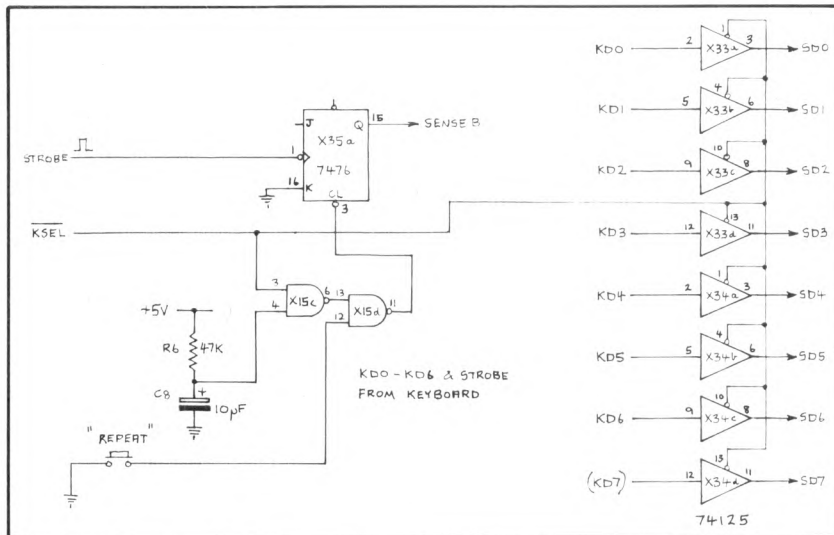 STROBE
1
J
Q
15
SENSE B
X35a
7476
16
K
CL
3
KSEL
3
4
X15c
6
13
12
X15d
11
+5V
R6
47K
C8
+
10µF
"REPEAT"
KD0 - KD6 & STROBE
FROM KEYBOARD
KD0
2
1
X33a
3
SD0
KD1
5
4
X33b
6
SD1
KD2
9
10
X33c
8
SD2
KD3
12
13
X33d
11
SD3
KD4
2
1
X34a
3
SD4
KD5
5
4
X34b
6
SD5
KD6
9
10
X34c
8
SD6
(KD7)
12
13
X34d
11
SD7
74125